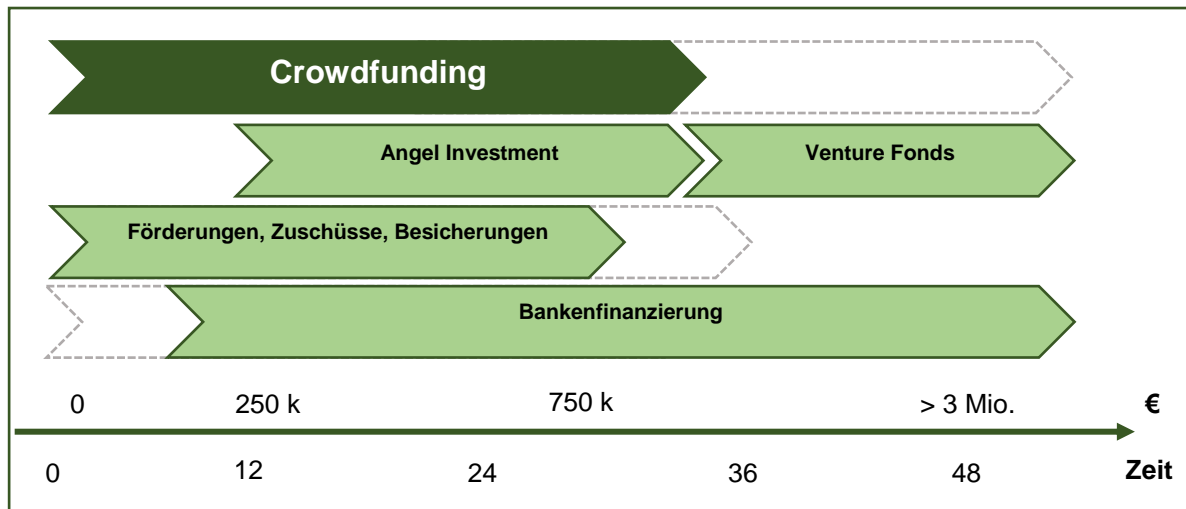 Crowdfunding
Angel Investment
Venture Fonds
Förderungen, Zuschüsse, Besicherungen
Bankenfinanzierung
0 250 k 750 k > 3 Mio. €
0 12 24 36 48 Zeit